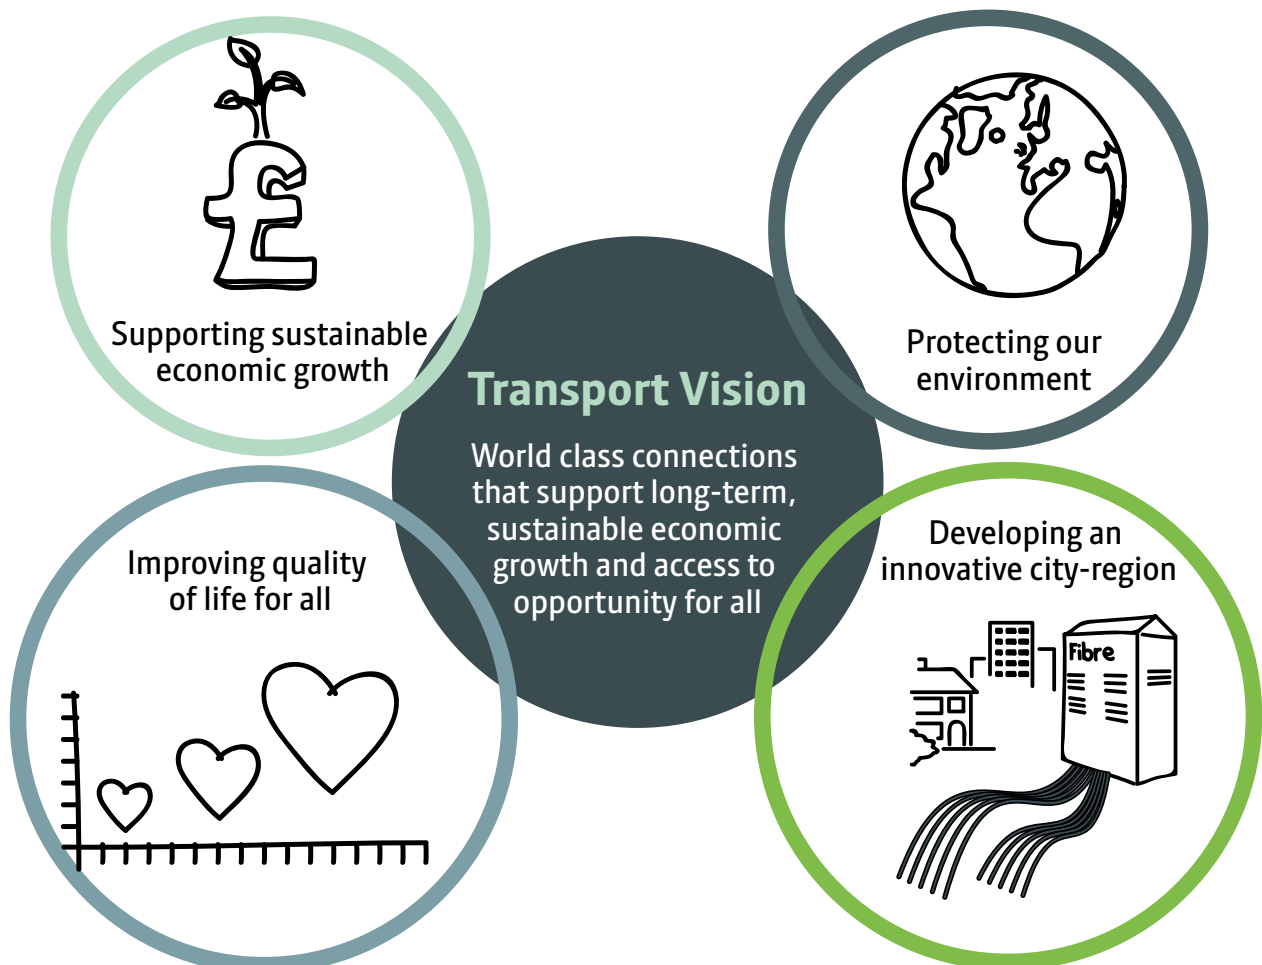 Supporting sustainable
economic growth
Protecting our
environment
Transport Vision
World class connections
that support long-term,
sustainable economic
growth and access to
opportunity for all
Improving quality
of life for all
Developing an
innovative city-region
Fibre